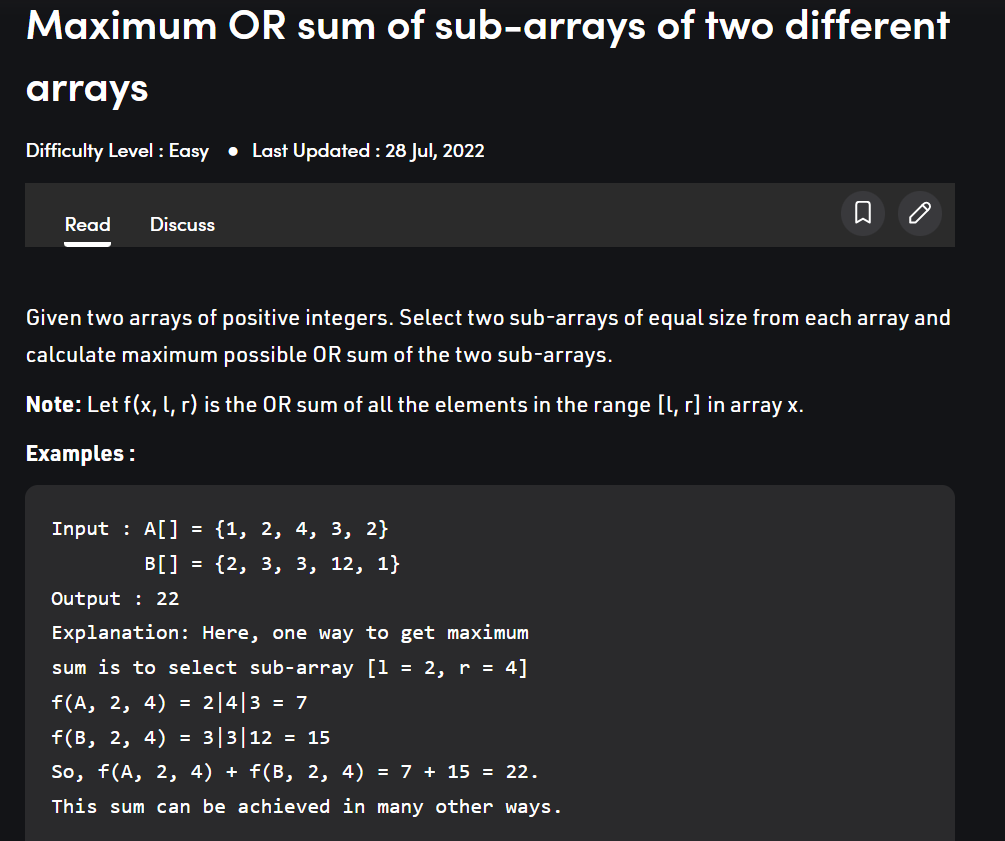 Maximum OR sum of sub-arrays of two different
arrays
Difficulty Level : Easy ● Last Updated : 28 Jul, 2022
Read Discuss
Given two arrays of positive integers. Select two sub-arrays of equal size from each array and
calculate maximum possible OR sum of the two sub-arrays.
Note: Let f(x, l, r) is the OR sum of all the elements in the range [l, r] in array x.
Examples :
Input : A[] = {1, 2, 4, 3, 2}
B[] = {2, 3, 3, 12, 1}
Output : 22
Explanation: Here, one way to get maximum
sum is to select sub-array [l = 2, r = 4]
f(A, 2, 4) = 2|4|3 = 7
f(B, 2, 4) = 3|3|12 = 15
So, f(A, 2, 4) + f(B, 2, 4) = 7 + 15 = 22.
This sum can be achieved in many other ways.